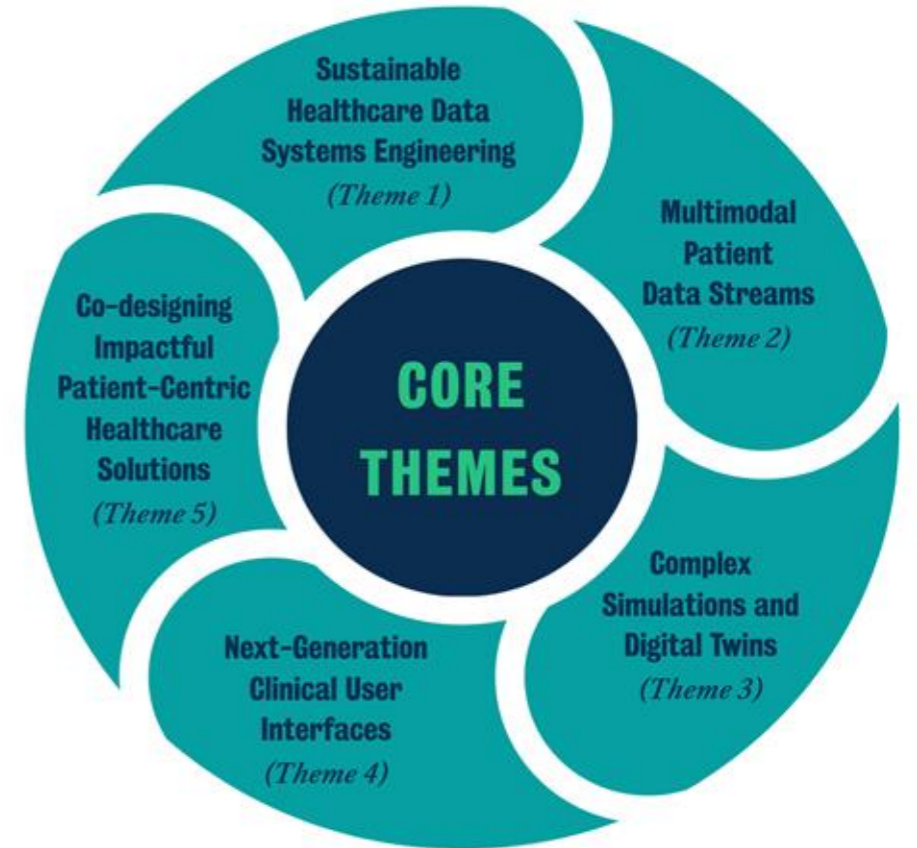 Sustainable
Healthcare Data
Systems Engineering
(Theme 1)
Multimodal
Patient
Data Streams
(Theme 2)
Complex
Simulations and
Digital Twins
(Theme 3)
Next-Generation
Clinical User
Interfaces
(Theme 4)
Co-designing
Impactful
Patient-Centric
Healthcare
Solutions
(Theme 5)
CORE
THEMES